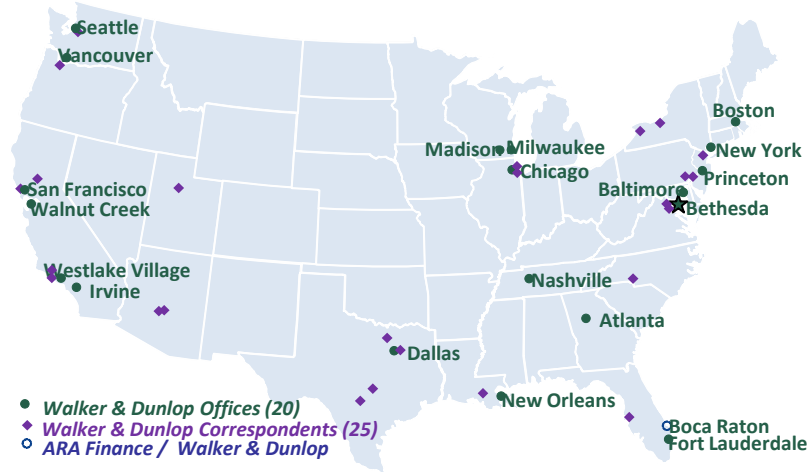 Seattle
Vancouver
Boston
Madison Milwaukee
New York
Chicago
Princeton
San Francisco
Baltimore
Walnut Creek
Bethesda
Westlake Village
Nashville
Irvine
Atlanta
Dallas
New Orleans
Walker & Dunlop Offices (20)
Walker & Dunlop Correspondents (25)
Boca Raton
ARA Finance / Walker & Dunlop
Fort Lauderdale